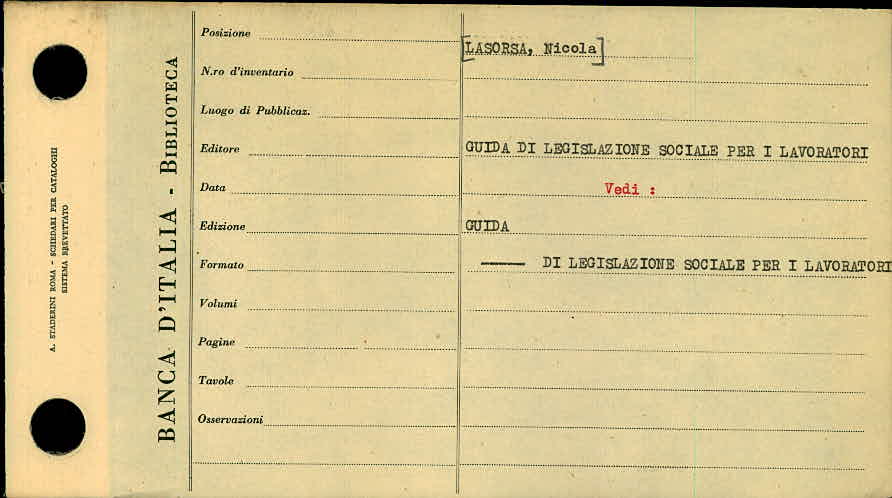 A. STADERINI ROMA - SCHEDARI PER CATALOGHI
SISTEMA BREVETTATO
BANCA D'ITALIA - BIBLIOTECA
Posizione
N.ro d'inventario
Luogo di Pubblicaz.
Editore
Data
Edizione
Formato
Volumi
Pagine
Tavole
Osservazioni
[LASORSA, Nicola]
GUIDA DI LEGISLAZIONE SOCIALE PER I LAVORATORI
Vedi :
GUIDA
—— DI LEGISLAZIONE SOCIALE PER I LAVORATORI